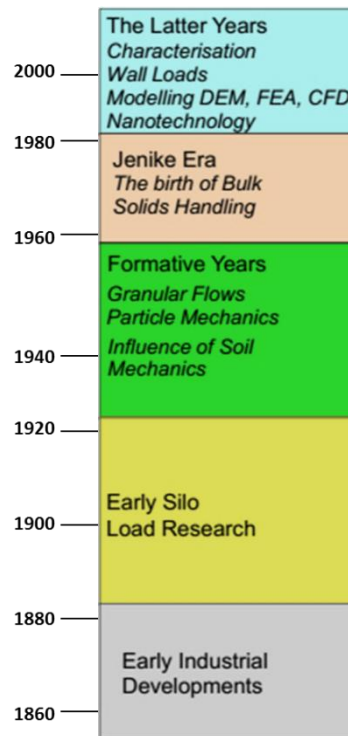 The Latter Years
Characterisation
2000
Wall Loads
Modelling DEM, FEA, CFD
Nanotechnology
1980
Jenike Era
The birth of Bulk
Solids Handling
1960
Formative Years
Granular Flows
Particle Mechanics
Influence of Soil
1940
Mechanics
1920
Early Silo
1900
Load Research
1880
Early Industrial
Developments
1860